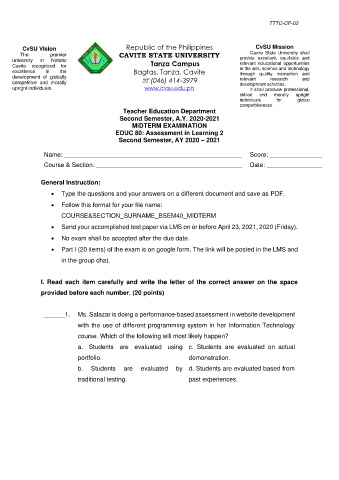 TTTC-OF-03
CvSU Vision
The premier
university in historic
Cavite recognized for
excellence in the
development of globally
competitive and morally
upright individuals.
Republic of the Philippines
CAVITE STATE UNIVERSITY
Tanza Campus
Bagtas, Tanza, Cavite
☏ (046) 414-3979
www.cvsu.edu.ph
CvSU Mission
Cavite State University shall
provide excellent, equitable and
relevant educational opportunities
in the arts, science and technology
through quality instruction and
relevant research and
development activities.
It shall produce professional,
skilled and morally upright
individuals for global
competitiveness.
Teacher Education Department
Second Semester, A.Y. 2020-2021
MIDTERM EXAMINATION
EDUC 80: Assessment in Learning 2
Second Semester, AY 2020 – 2021
Name: Score:
Course & Section: Date:
General Instruction:
• Type the questions and your answers on a different document and save as PDF.
• Follow this format for your file name:
COURSE&SECTION_SURNAME_BSEM40_MIDTERM
• Send your accomplished test paper via LMS on or before April 23, 2021, 2020 (Friday).
• No exam shall be accepted after the due date
• Part I (20 items) of the exam is on google form. The link will be posted in the LMS and
in the group chat.
I. Read each item carefully and write the letter of the correct answer on the space
provided before each number. (20 points)
______1. Ms. Salazar is doing a performance-based assessment in website development
with the use of different programming system in her Information Technology
course. Which of the following will most likely happen?
a. Students are evaluated using c. Students are evaluated on actual
portfolio. demonstration.
b. Students are evaluated by d. Students are evaluated based from
traditional testing. past experiences.